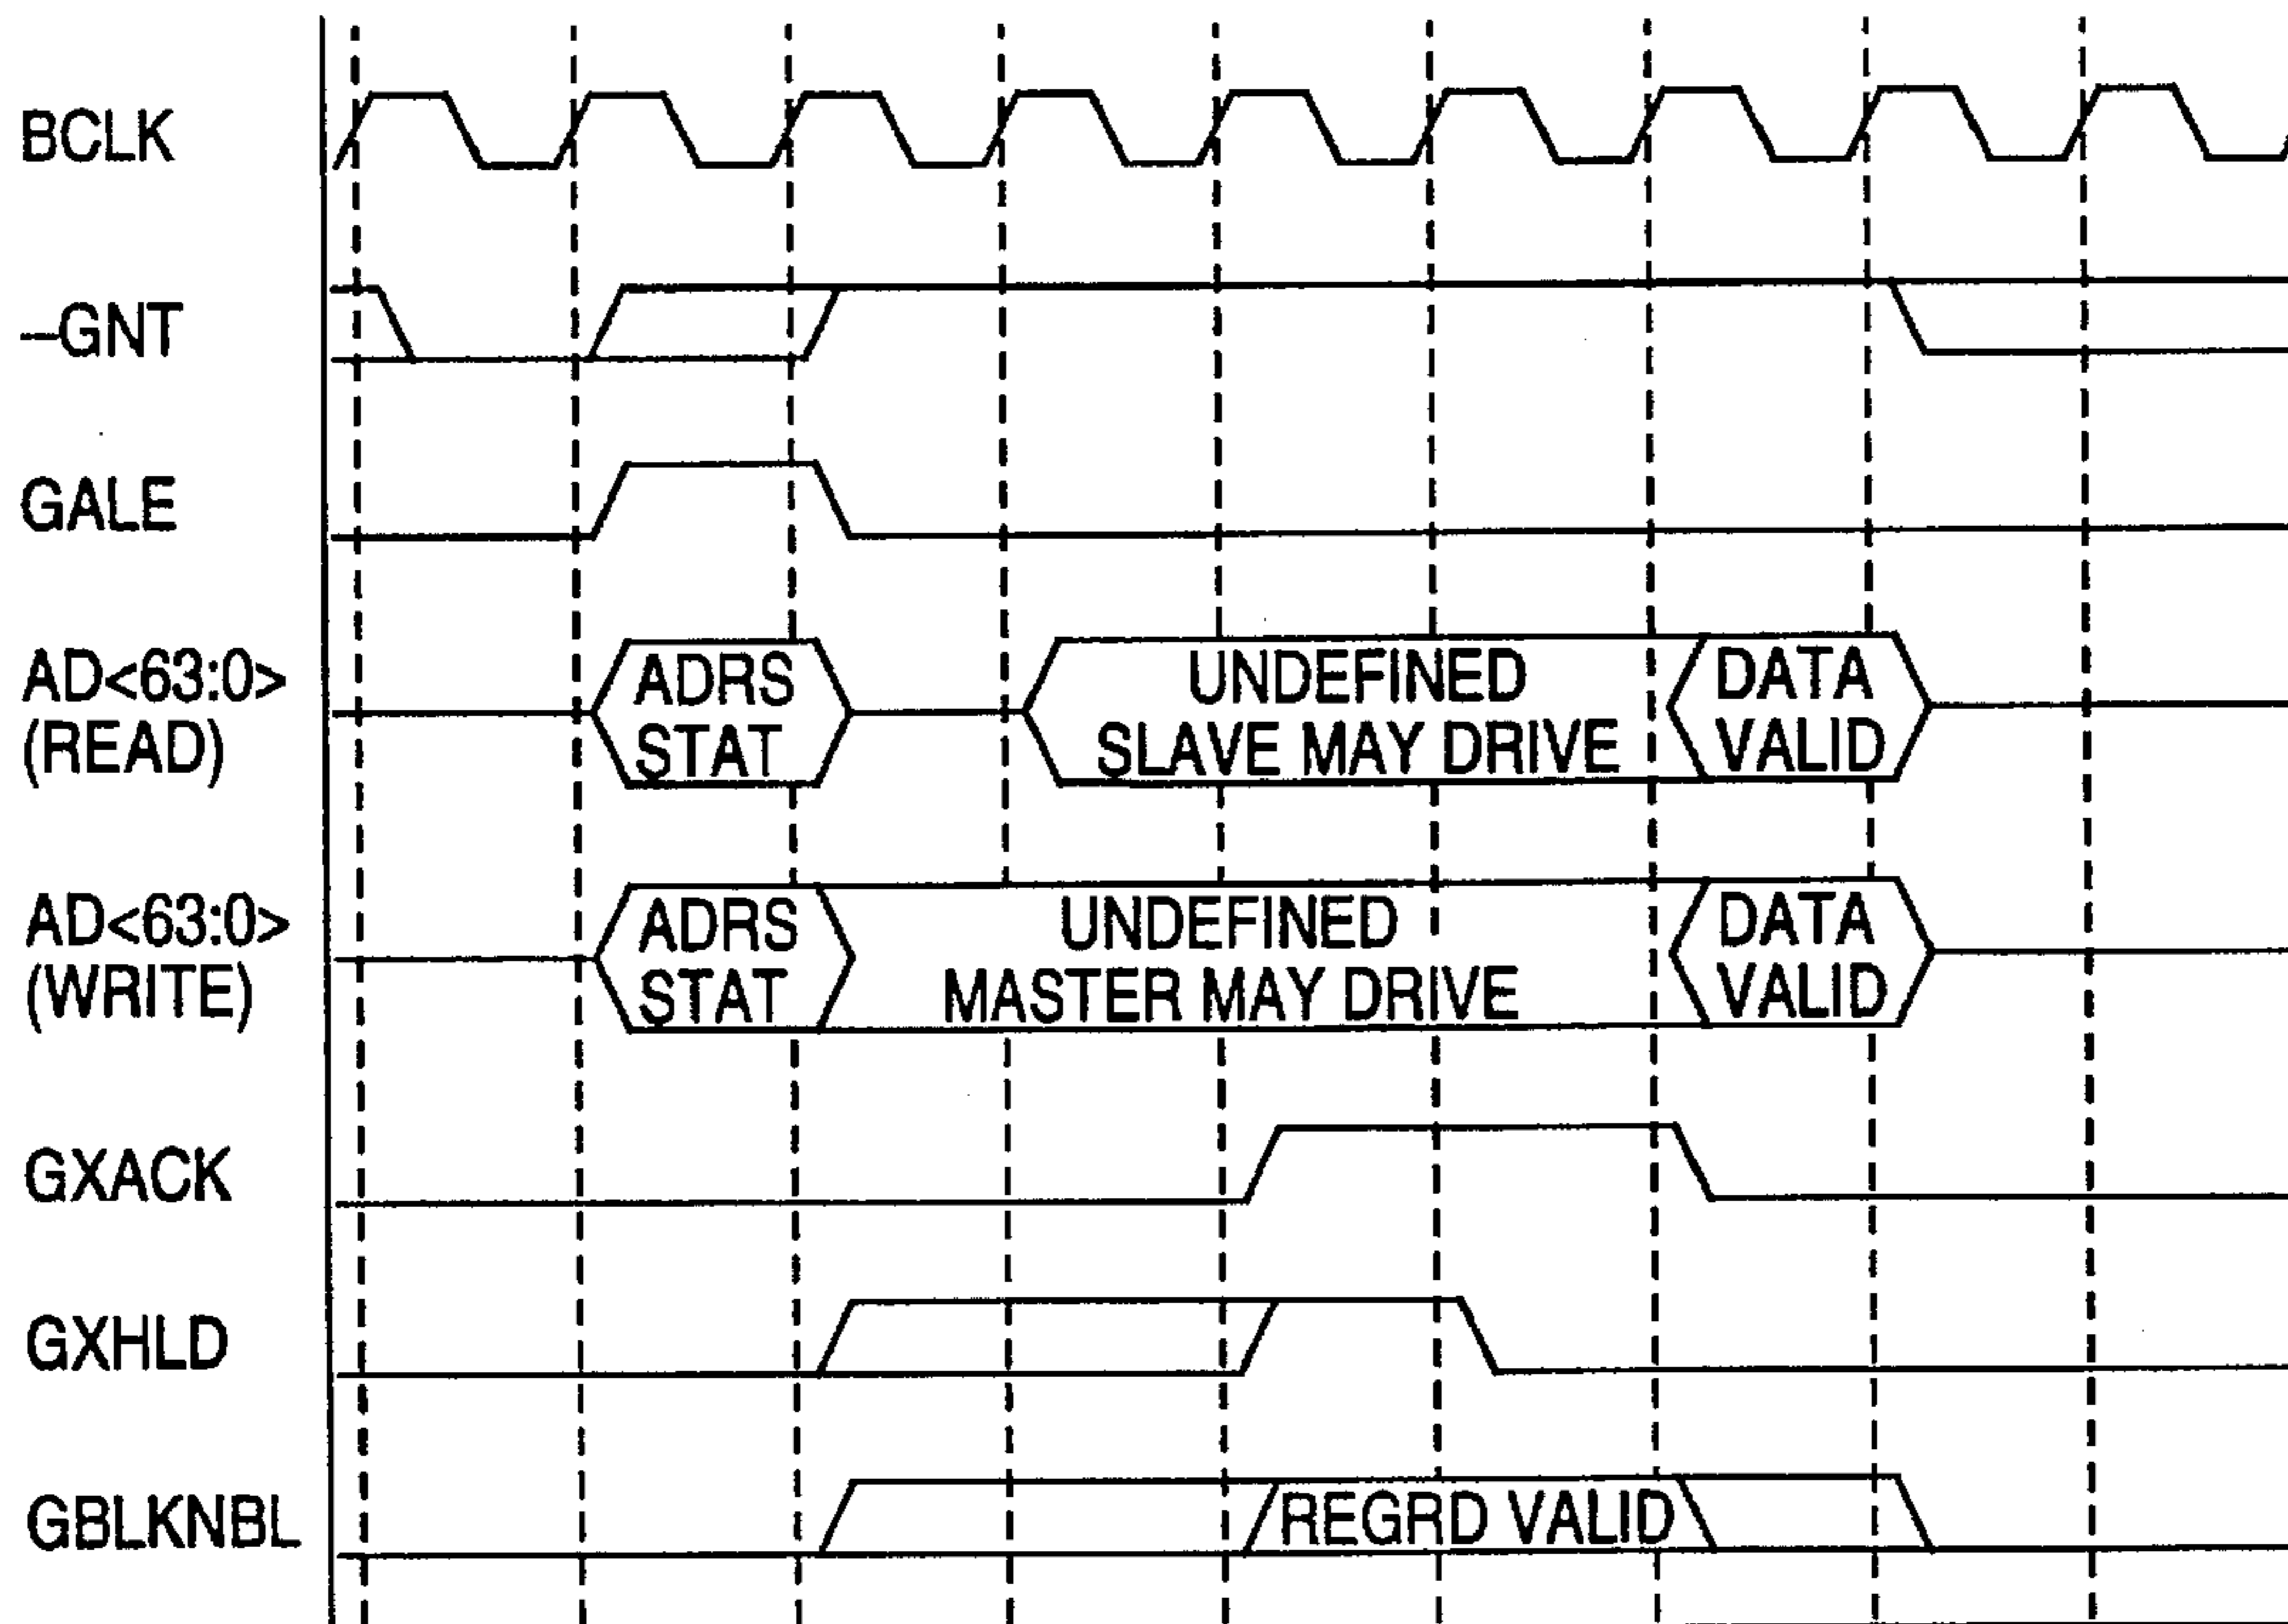 BCLK
–GNT
GALE
AD<63:0>
(READ)
ADRS
STAT
UNDEFINED
SLAVE MAY DRIVE
DATA
VALID
AD<63:0>
(WRITE)
ADRS
STAT
UNDEFINED
MASTER MAY DRIVE
DATA
VALID
GXACK
GXHLD
GBLKNBL
REGRD VALID